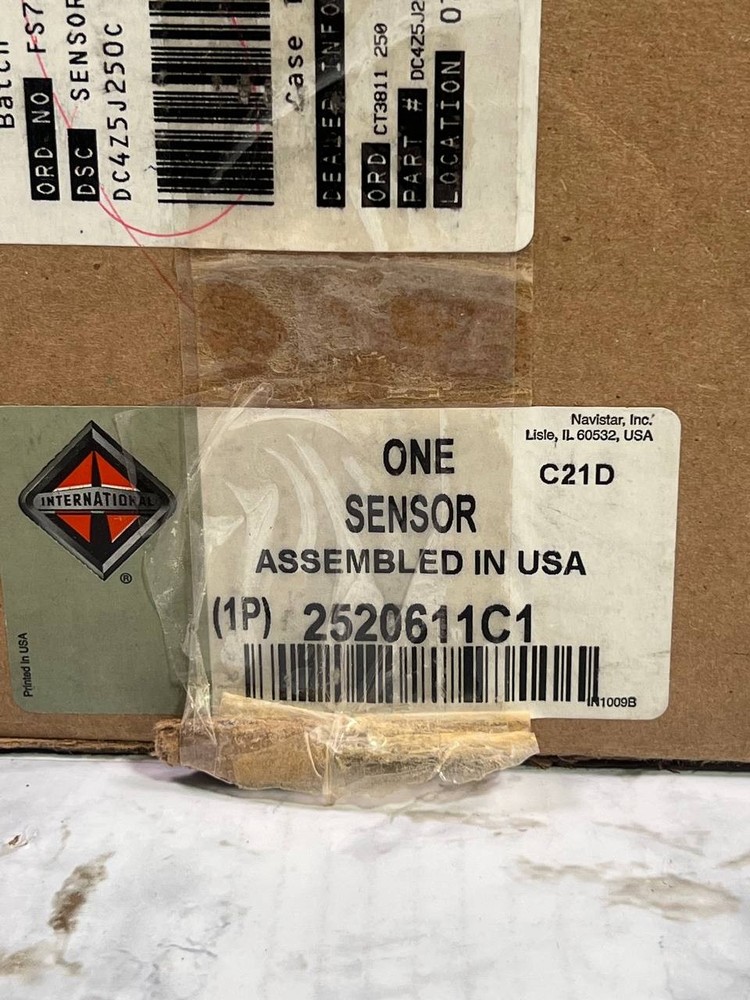 Batch
ORD NO FS7
DSC SENSOR
DC4Z5J250C
Case
DEALER INFO
ORD CT3811 250
PART # DC4Z5J2
LOCATION
Navistar, Inc.
Lisle, IL 60532, USA
INTERNATIONAL
®
ONE
C21D
SENSOR
ASSEMBLED IN USA
(1P) 2520611C1
N1009B
Printed in USA